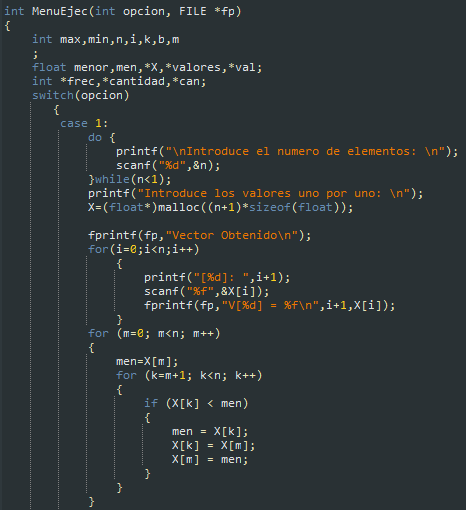 int MenuEjec(int opcion, FILE *fp)
{
    int max,min,n,i,k,b,m
    ;
    float menor,men,*X,*valores,*val;
    int *frec,*cantidad,*can;
    switch(opcion)
       {
        case 1:
            do {
                printf("\nIntroduce el numero de elementos: \n");
                scanf("%d",&n);
            }while(n<1);
            printf("Introduce los valores uno por uno: \n");
            X=(float*)malloc((n+1)*sizeof(float));

            fprintf(fp,"Vector Obtenido\n");
            for(i=0;i<n;i++)
                {
                    printf("[%d]: ",i+1);
                    scanf("%f",&X[i]);
                    fprintf(fp,"V[%d] = %f\n",i+1,X[i]);
                }
            for (m=0; m<n; m++)
            {
                men=X[m];
                for (k=m+1; k<n; k++)
                {
                    if (X[k] < men)
                    {
                        men = X[k];
                        X[k] = X[m];
                        X[m] = men;
                    }
                }
            }